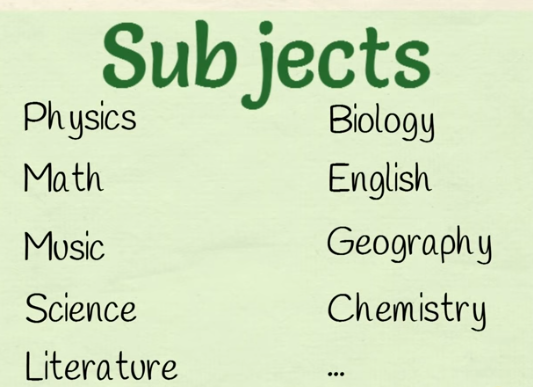 Subjects
Physics
Math
Music
Science
Literature
Biology
English
Geography
Chemistry
...